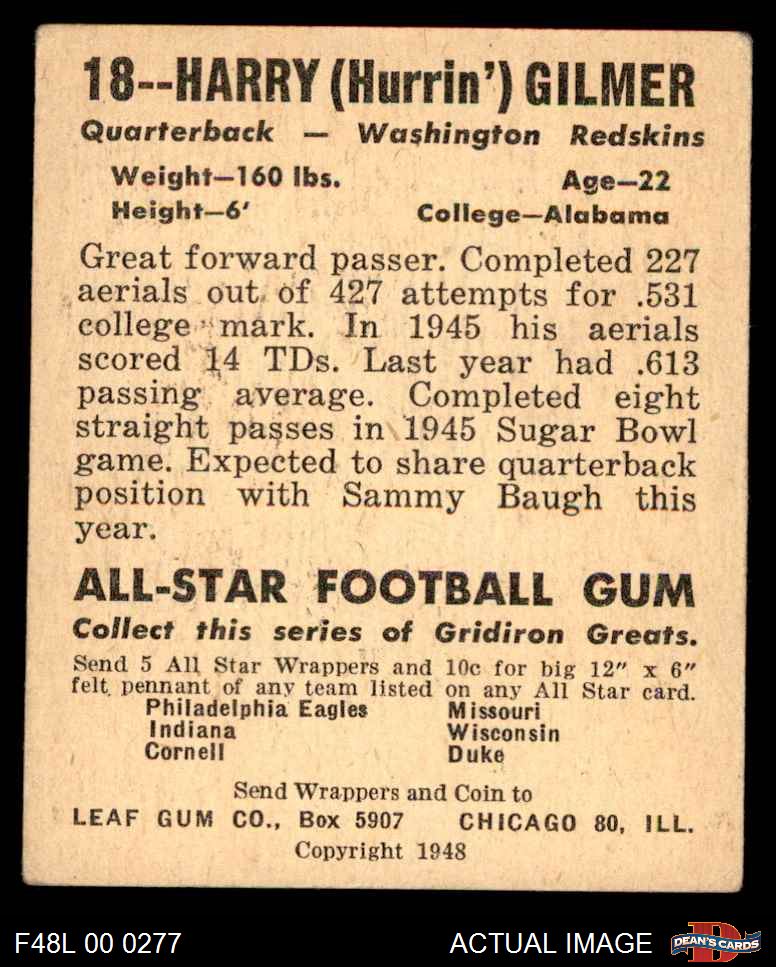 18--HARRY (Hurrin') GILMER
Quarterback — Washington Redskins
Weight—160 lbs. Age—22
Height—6' College—Alabama
Great forward passer. Completed 227
aerials out of 427 attempts for .531
college mark. In 1945 his aerials
scored 14 TDs. Last year had .613
passing average. Completed eight
straight passes in 1945 Sugar Bowl
game. Expected to share quarterback
position with Sammy Baugh this
year.
ALL-STAR FOOTBALL GUM
Collect this series of Gridiron Greats.
Send 5 All Star Wrappers and 10c for big 12" x 6"
felt pennant of any team listed on any All Star card.
Philadelphia Eagles Missouri
Indiana Wisconsin
Cornell Duke
Send Wrappers and Coin to
LEAF GUM CO., Box 5907 CHICAGO 80, ILL.
Copyright 1948
F48L 00 0277 ACTUAL IMAGE D DEAN'S CARDS